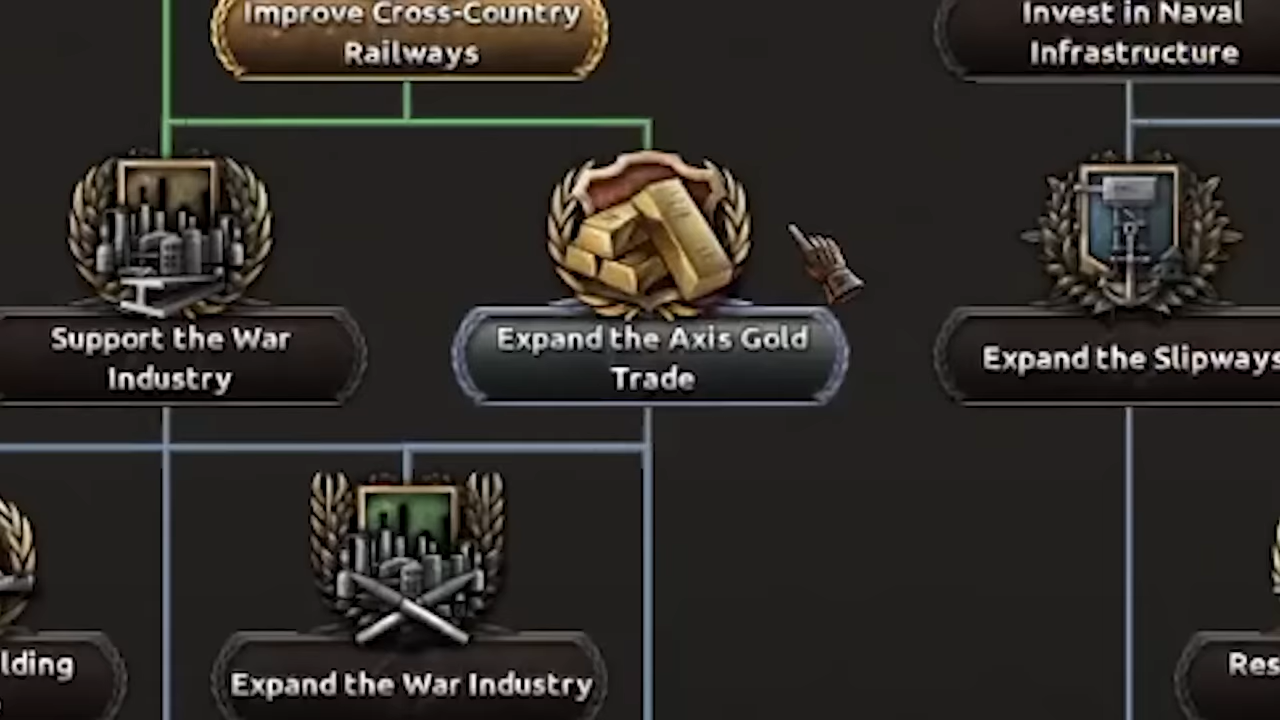 Improve Cross-Country
Railways
Invest in Naval
Infrastructure
Support the War
Industry
Expand the Axis Gold
Trade
Expand the Slipways
lding
Expand the War Industry
Res